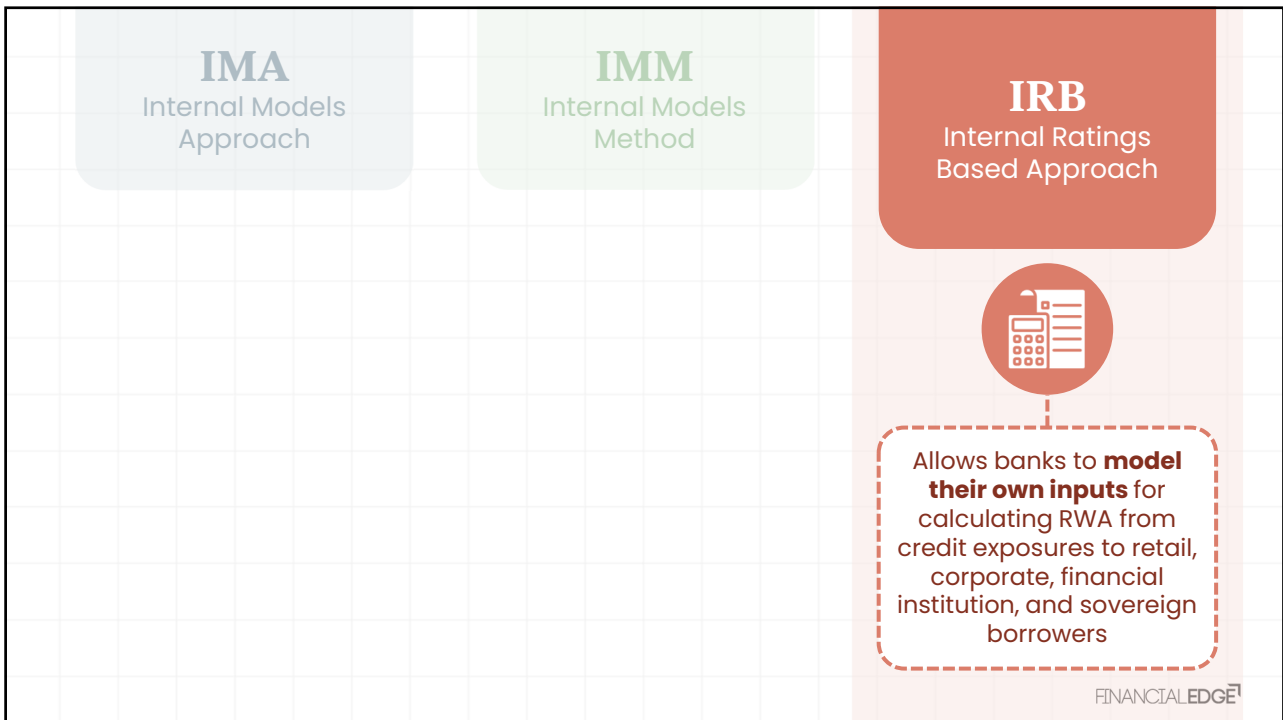 IMA
Internal Models
Approach
IMM
Internal Models
Method
IRB
Internal Ratings
Based Approach
Allows banks to model
their own inputs for
calculating RWA from
credit exposures to retail,
corporate, financial
institution, and sovereign
borrowers
FINANCIALEDGE